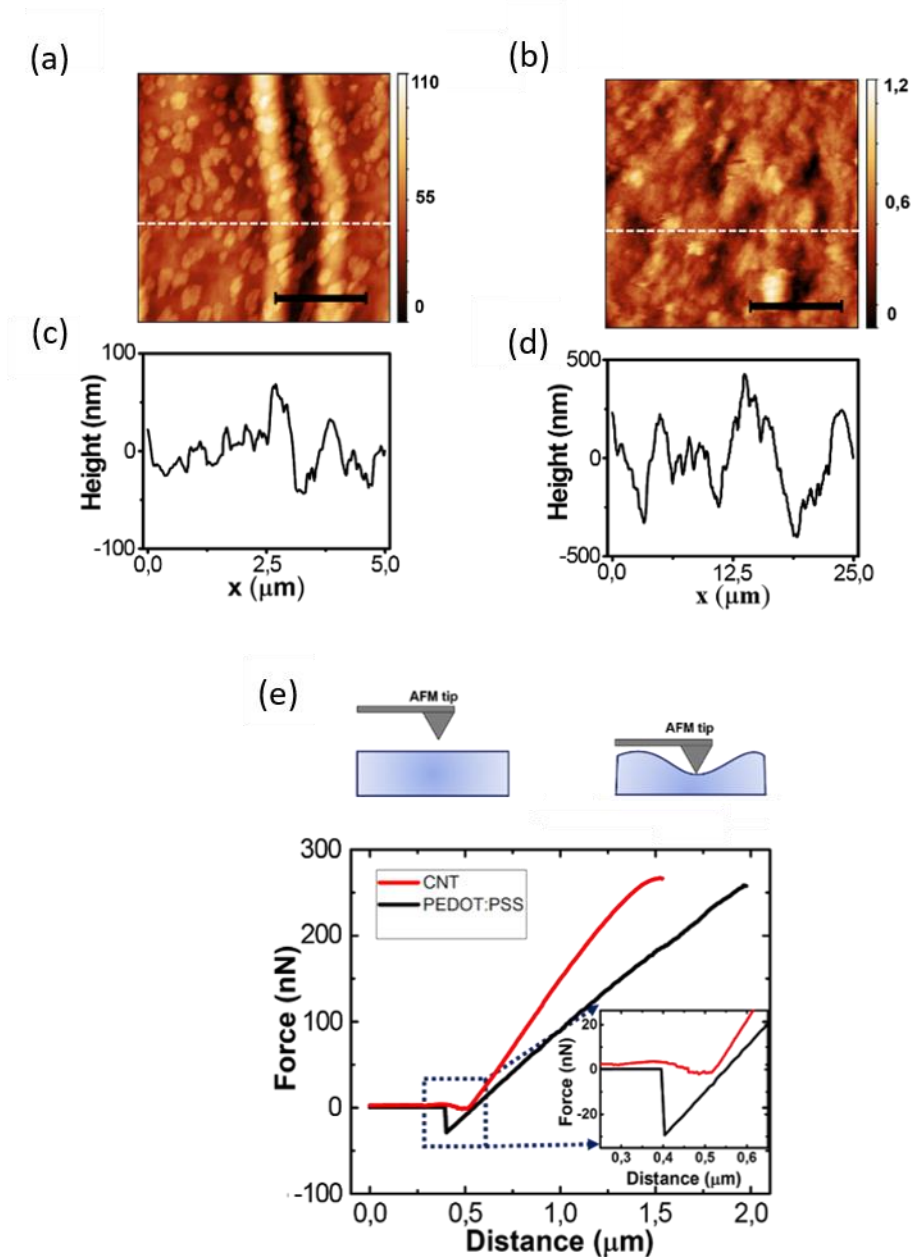 (a)
110
55
0
(b)
1,2
0,6
0
(c)
100
0
-100
Height (nm)
0,0 2,5 5,0
x (μm)
(d)
500
0
-500
Height (nm)
0,0 12,5 25,0
x (μm)
(e)
AFM tip
AFM tip
300
200
100
0
-100
Force (nN)
CNT
PEDOT:PSS
20
0
-20
Force (nN)
0,3 0,4 0,5 0,6
Distance (μm)
0,0 0,5 1,0 1,5 2,0
Distance (μm)